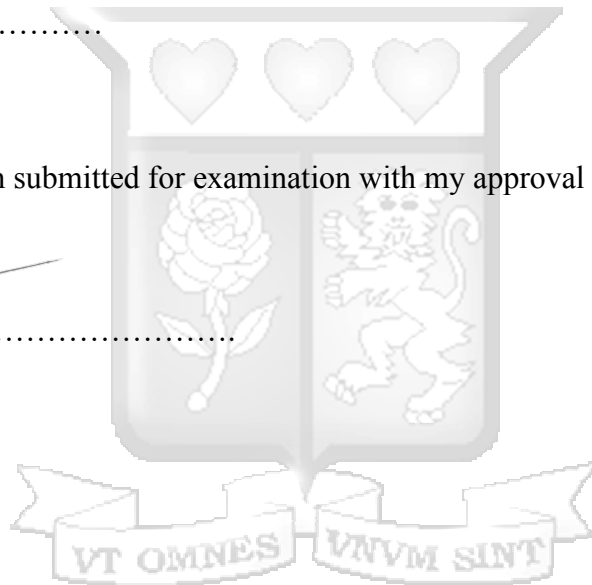 …………
n submitted for examination with my approval
…………………….
VT OMNES VNVM SINT